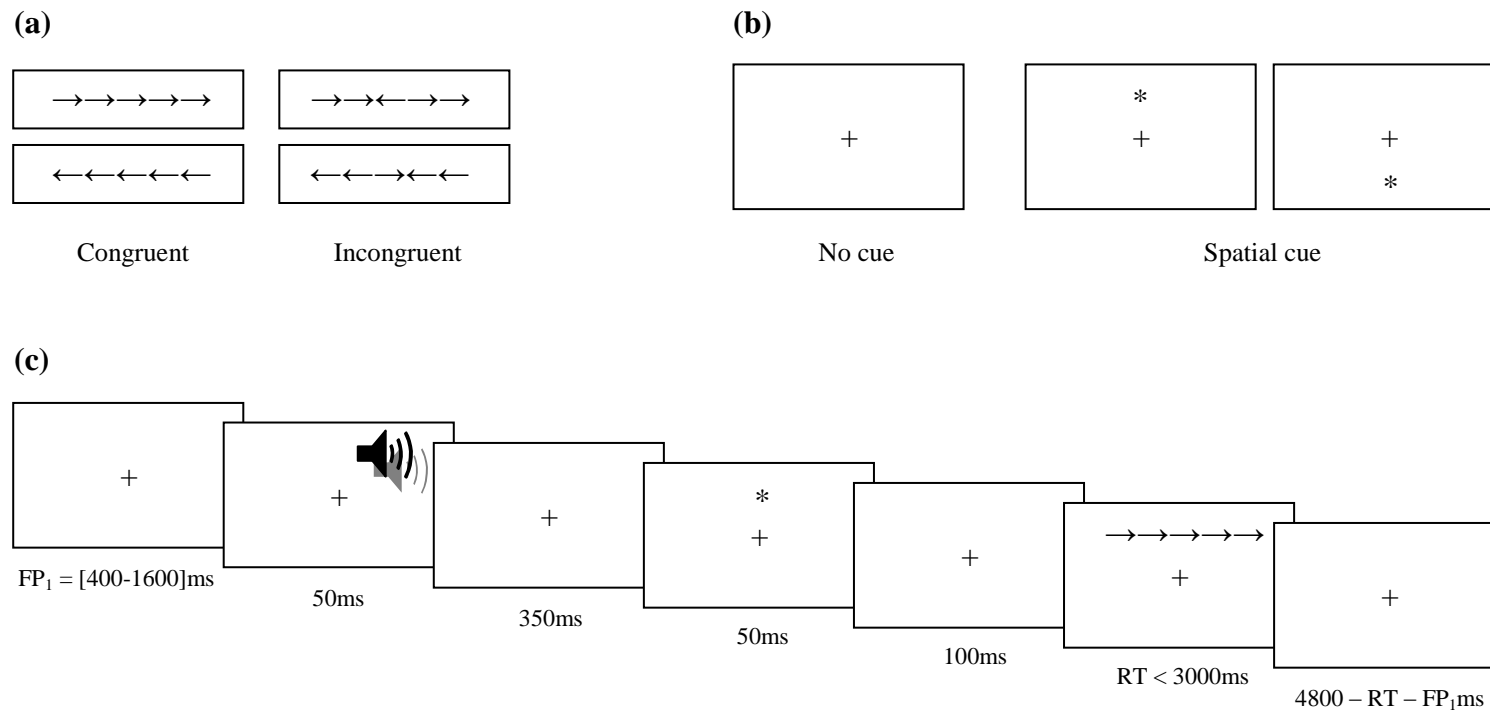 (a)
(b)
→→→→→
→→←→→
←←←←←
←←→←←
*
+
+
+
*
Congruent
Incongruent
No cue
Spatial cue
(c)
+
+
+
*
+
+
→→→→→
+
+
FP₁ = [400-1600]ms
50ms
350ms
50ms
100ms
RT < 3000ms
4800 – RT – FP₁ms